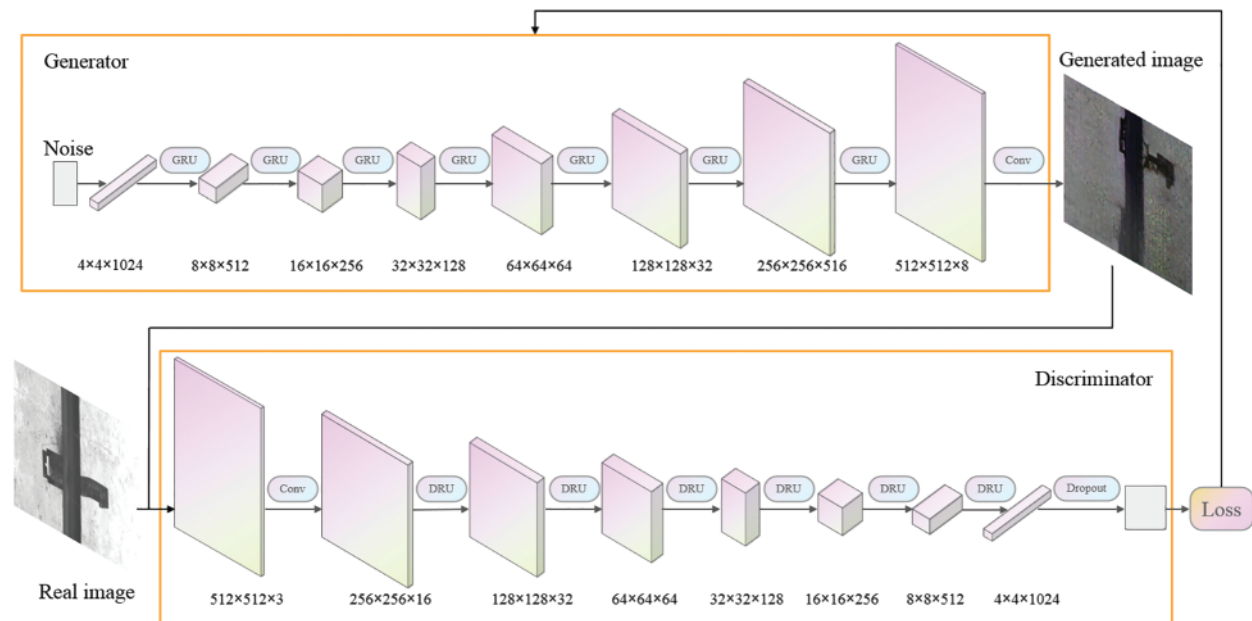 Generator
Generated image
Noise
GRU GRU GRU GRU GRU GRU GRU Conv
4×4×1024 8×8×512 16×16×256 32×32×128 64×64×64 128×128×32 256×256×516 512×512×8
Discriminator
Conv DRU DRU DRU DRU DRU DRU Dropout
Loss
Real image
512×512×3 256×256×16 128×128×32 64×64×64 32×32×128 16×16×256 8×8×512 4×4×1024